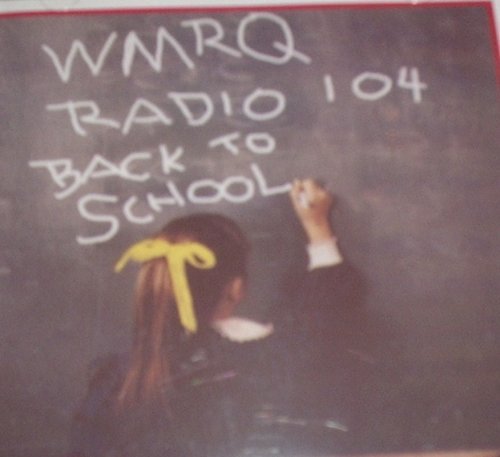 WMRQ
RADIO 104
BACK TO
SCHOOL